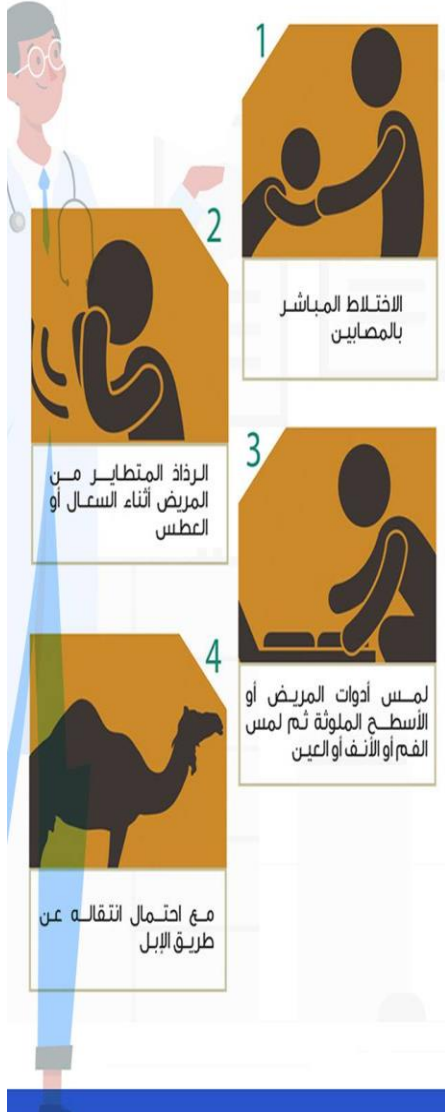 1
الاختلاط المباشر
بالمصابين
2
الرذاذ المتطاير من
المريض أثناء السعال أو
العطس
3
لمس أدوات المريض أو
الأسطح الملوثة ثم لمس
الفم أو الأنف أو العين
4
مع احتمال انتقاله عن
طريق الإبل